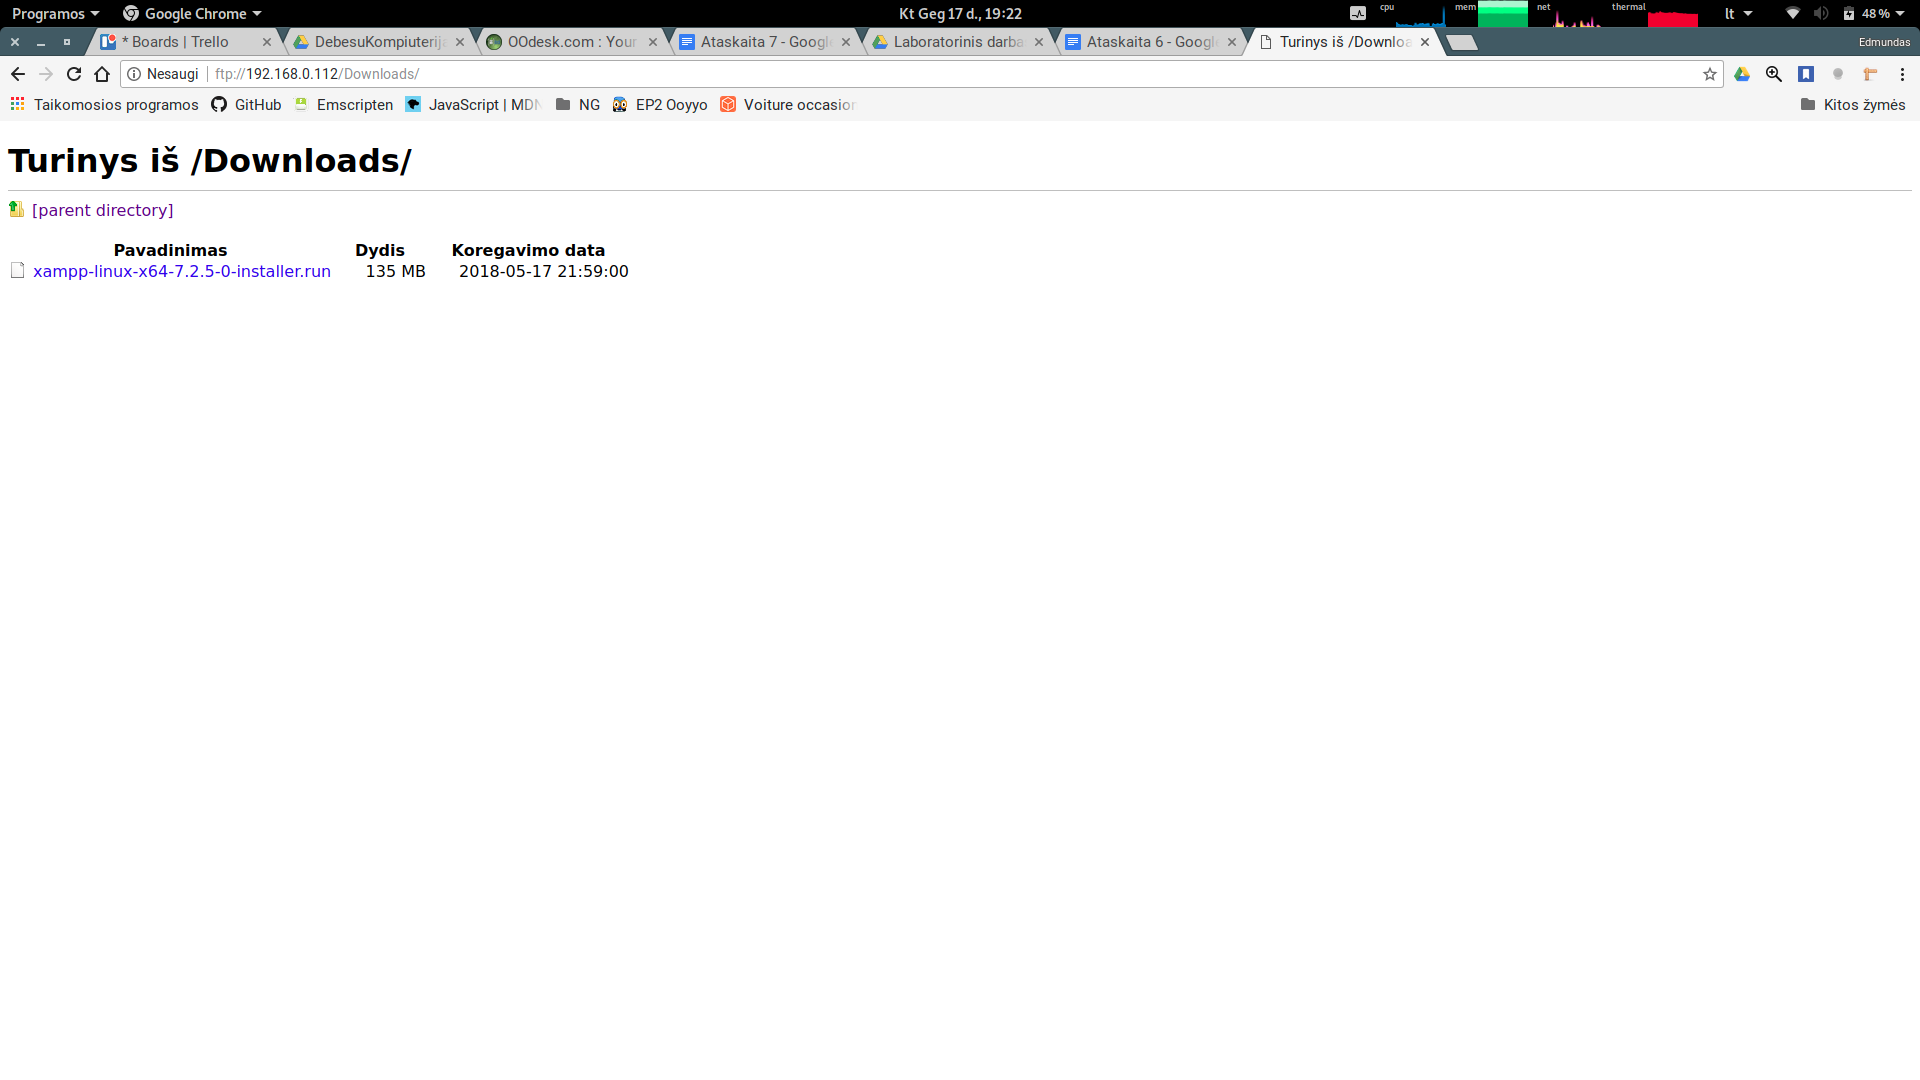 Programos Google Chrome Kt Geg 17 d., 19:22 cpu mem net thermal lt 48 %
* Boards | Trello DebesuKompiuterij OOdesk.com : Your Ataskaita 7 - Googl Laboratorinis darba Ataskaita 6 - Googl Turinys iš /Downloa Edmundas
Nesaugi ftp://192.168.0.112/Downloads/
Taikomosios programos GitHub Emscripten JavaScript | MDN NG EP2 Ooyyo Voiture occasion Kitos žymės
Turinys iš /Downloads/
[parent directory]
Pavadinimas Dydis Koregavimo data
xampp-linux-x64-7.2.5-0-installer.run 135 MB 2018-05-17 21:59:00